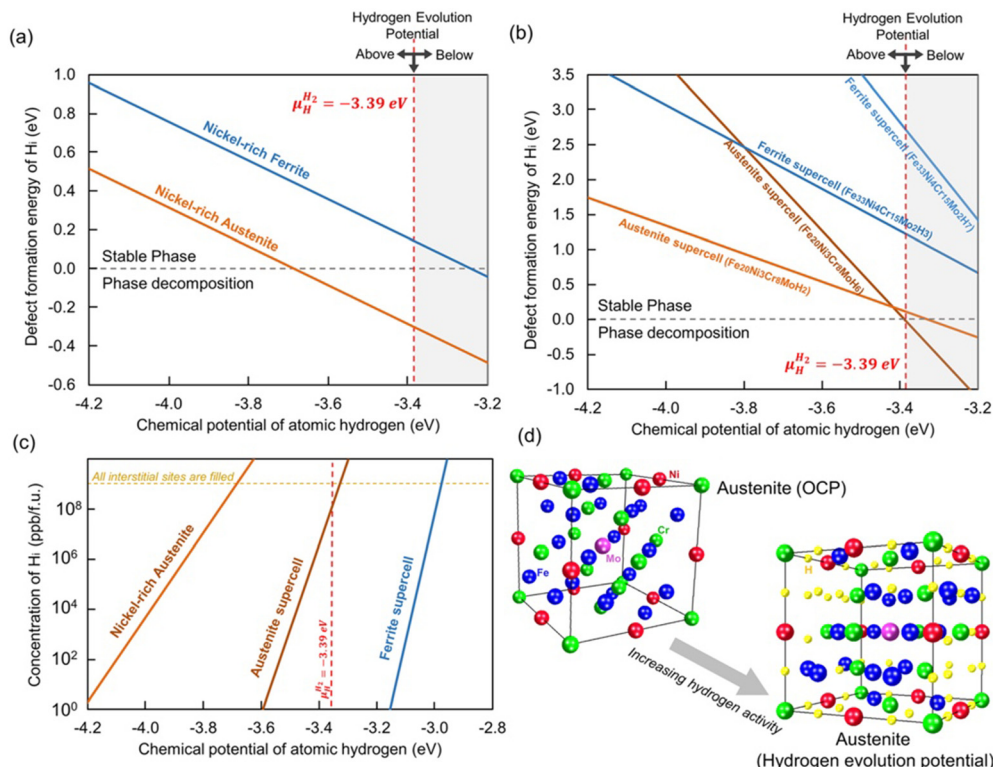 (a)
Hydrogen Evolution
Potential
Above
Below
Defect formation energy of Hi (eV)
1.0
0.8
0.6
0.4
0.2
0.0
-0.2
-0.4
-0.6
μ_H^{H2} = −3.39 eV
Nickel-rich Ferrite
Nickel-rich Austenite
Stable Phase
Phase decomposition
-4.2
-4.0
-3.8
-3.6
-3.4
-3.2
Chemical potential of atomic hydrogen (eV)
(b)
Hydrogen Evolution
Potential
Above
Below
Defect formation energy of Hi (eV)
3.5
3.0
2.5
2.0
1.5
1.0
0.5
0.0
-0.5
-1.0
Ferrite supercell (Fe33Ni4Cr15Mo2H7)
Ferrite supercell (Fe33Ni4Cr15Mo2H3)
Austenite supercell (Fe20Ni3Cr8MoH6)
Austenite supercell (Fe20Ni3Cr8MoH2)
Stable Phase
Phase decomposition
μ_H^{H2} = −3.39 eV
-4.2
-4.0
-3.8
-3.6
-3.4
-3.2
Chemical potential of atomic hydrogen (eV)
(c)
Concentration of Hi (ppb/f.u.)
All interstitial sites are filled
10^8
10^6
10^4
10^2
10^0
Nickel-rich Austenite
Austenite supercell
μ_H^{H2} = −3.39 eV
Ferrite supercell
-4.2
-4.0
-3.8
-3.6
-3.4
-3.2
-3.0
-2.8
Chemical potential of atomic hydrogen (eV)
(d)
Ni
Austenite (OCP)
Cr
Mo
Fe
H
Increasing hydrogen activity
Austenite
(Hydrogen evolution potential)